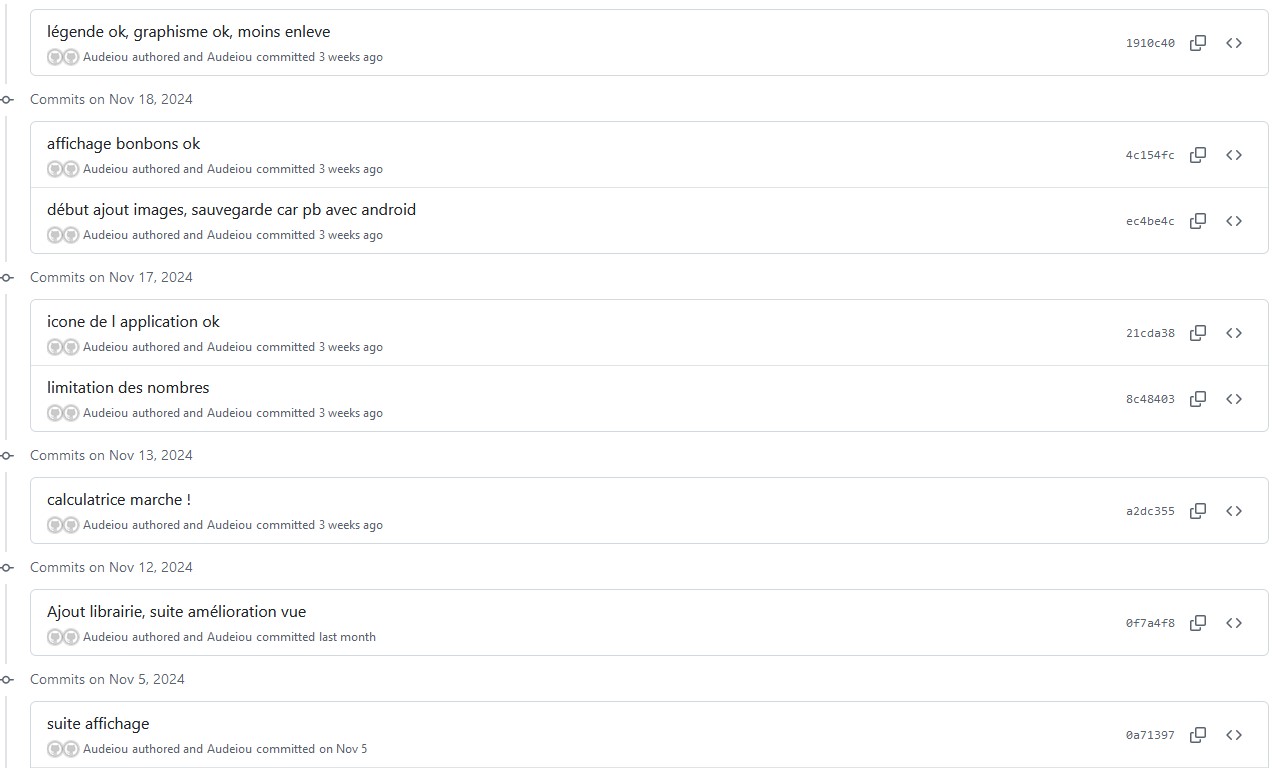 légende ok, graphisme ok, moins enleve
Audeiou authored and Audeiou committed 3 weeks ago
1910c40
Commits on Nov 18, 2024
affichage bonbons ok
Audeiou authored and Audeiou committed 3 weeks ago
4c154fc
début ajout images, sauvegarde car pb avec android
Audeiou authored and Audeiou committed 3 weeks ago
ec4be4c
Commits on Nov 17, 2024
icone de l application ok
Audeiou authored and Audeiou committed 3 weeks ago
21cda38
limitation des nombres
Audeiou authored and Audeiou committed 3 weeks ago
8c48403
Commits on Nov 13, 2024
calculatrice marche !
Audeiou authored and Audeiou committed 3 weeks ago
a2dc355
Commits on Nov 12, 2024
Ajout librairie, suite amélioration vue
Audeiou authored and Audeiou committed last month
0f7a4f8
Commits on Nov 5, 2024
suite affichage
Audeiou authored and Audeiou committed on Nov 5
0a71397